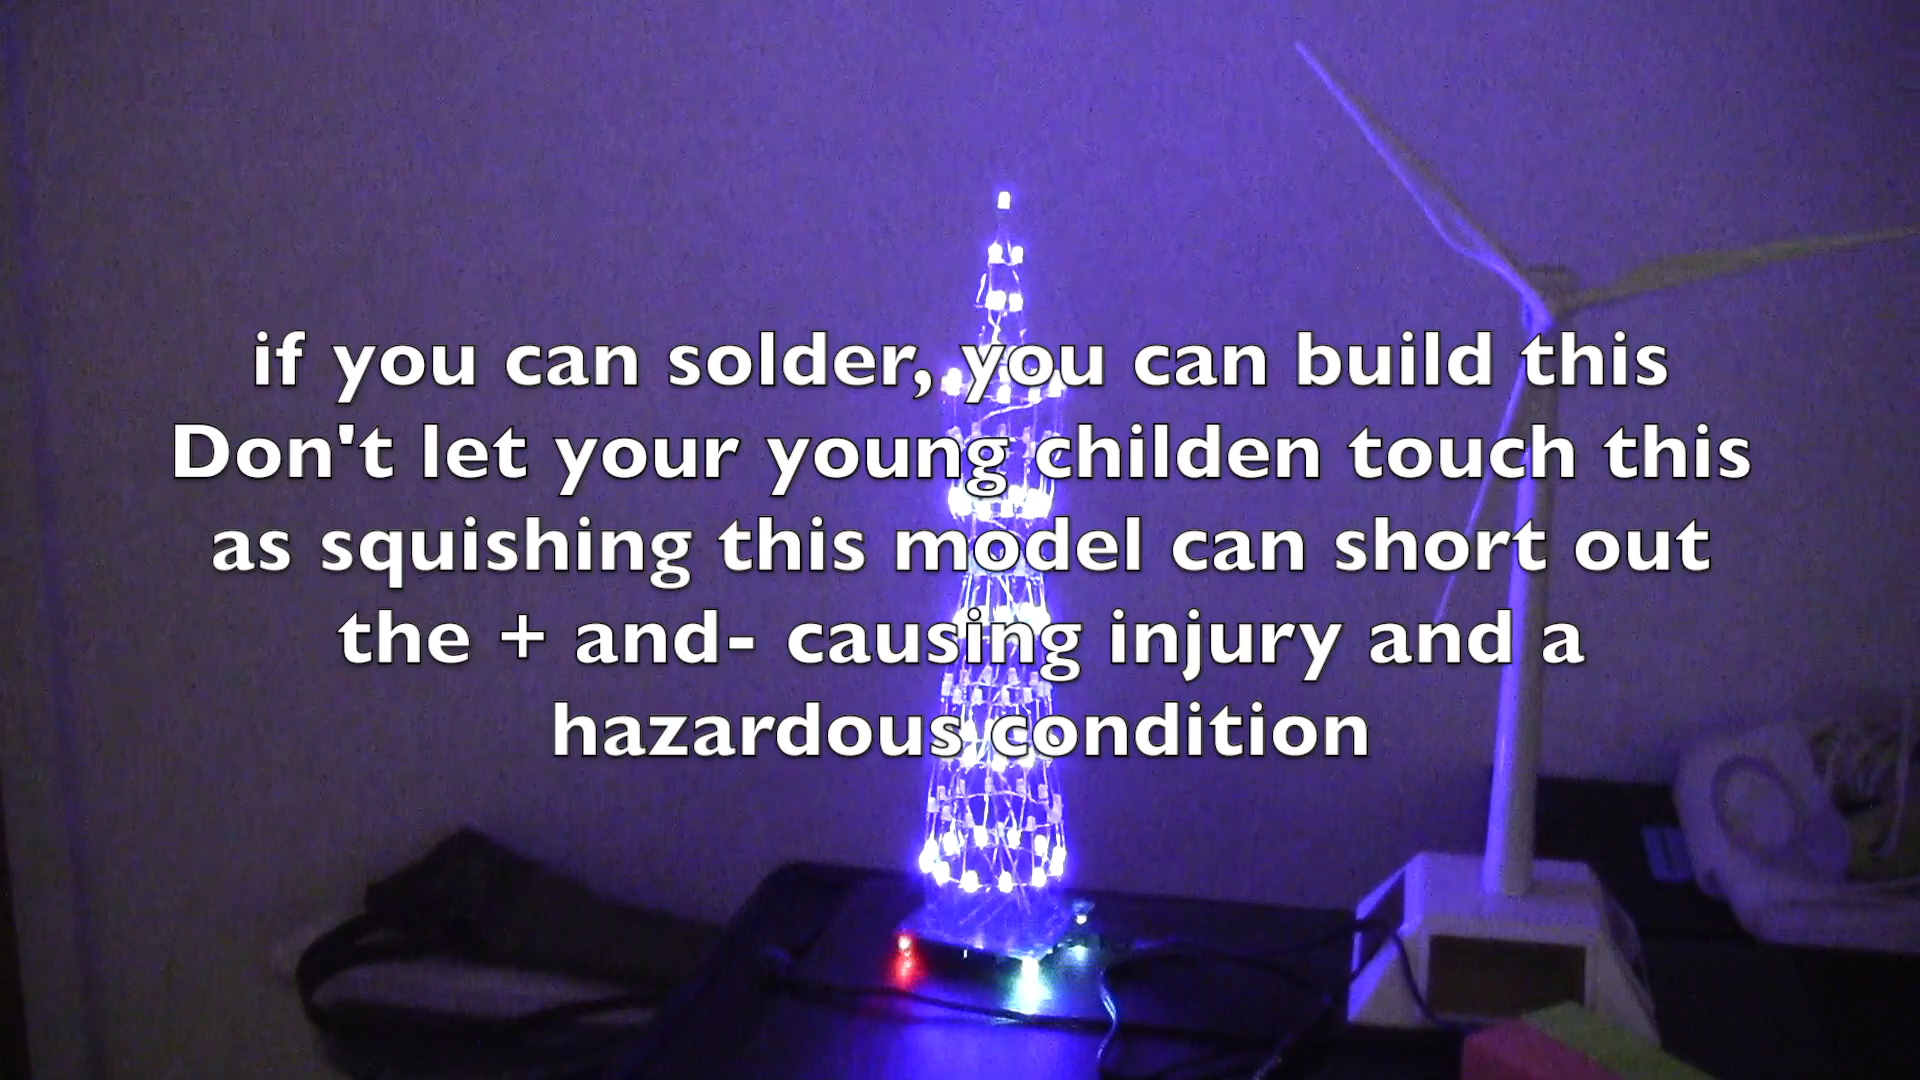 if you can solder, you can build this
Don't let your young childen touch this
as squishing this model can short out
the + and- causing injury and a
hazardous condition